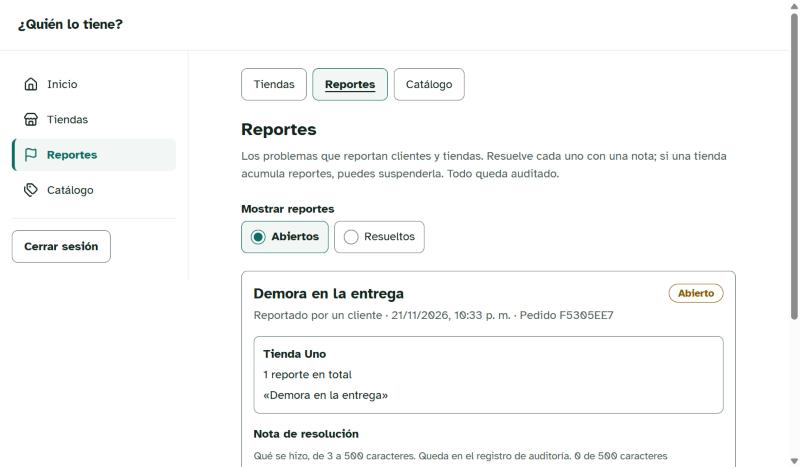 ¿Quién lo tiene?
Inicio
Tiendas
Reportes
Catálogo
Cerrar sesión
Tiendas
Reportes
Catálogo
Reportes
Los problemas que reportan clientes y tiendas. Resuelve cada uno con una nota; si una tienda
acumula reportes, puedes suspenderla. Todo queda auditado.
Mostrar reportes
Abiertos
Resueltos
Demora en la entrega
Abierto
Reportado por un cliente · 21/11/2026, 10:33 p. m. · Pedido F5305EE7
Tienda Uno
1 reporte en total
«Demora en la entrega»
Nota de resolución
Qué se hizo, de 3 a 500 caracteres. Queda en el registro de auditoría. 0 de 500 caracteres